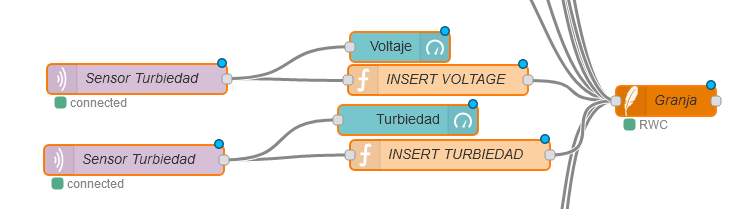 Voltaje
Sensor Turbiedad
INSERT VOLTAGE
connected
Granja
Turbiedad
RWC
Sensor Turbiedad
INSERT TURBIEDAD
connected